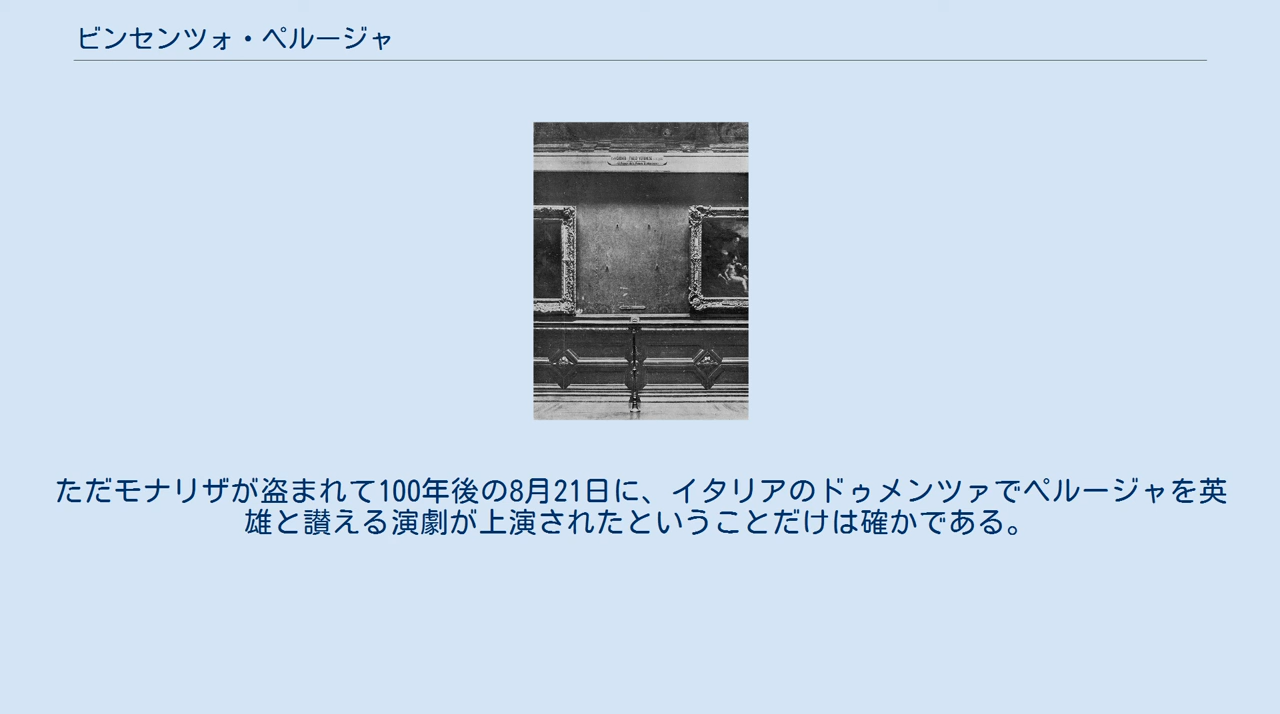 ビンセンツォ・ペルージャ
ただモナリザが盗まれて100年後の8月21日に、イタリアのドゥメンツァでペルージャを英
雄と讃える演劇が上演されたということだけは確かである。